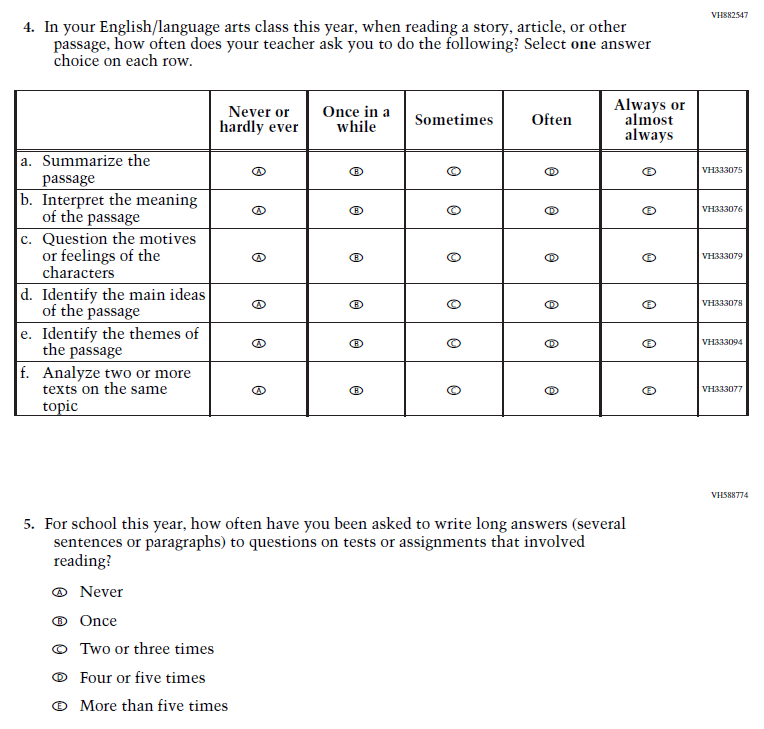 VH882547
4. In your English/language arts class this year, when reading a story, article, or other
passage, how often does your teacher ask you to do the following? Select one answer
choice on each row.
Never or
hardly ever
Once in a
while
Sometimes
Often
Always or
almost
always
a. Summarize the
passage
A B C D E VH333075
b. Interpret the meaning
of the passage
A B C D E VH333076
c. Question the motives
or feelings of the
characters
A B C D E VH333079
d. Identify the main ideas
of the passage
A B C D E VH333078
e. Identify the themes of
the passage
A B C D E VH333094
f. Analyze two or more
texts on the same
topic
A B C D E VH333077
VH588774
5. For school this year, how often have you been asked to write long answers (several
sentences or paragraphs) to questions on tests or assignments that involved
reading?
A Never
B Once
C Two or three times
D Four or five times
E More than five times